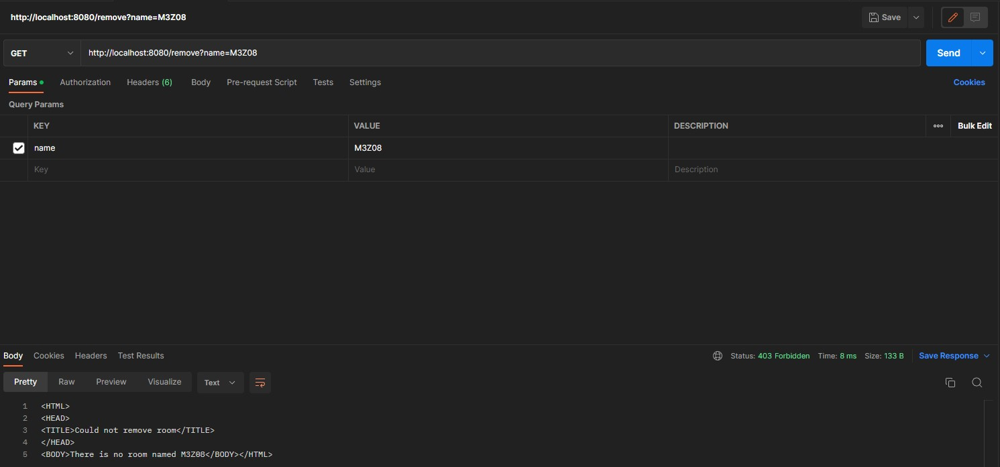 http://localhost:8080/remove?name=M3Z08 Save
GET http://localhost:8080/remove?name=M3Z08 Send
Params Authorization Headers (6) Body Pre-request Script Tests Settings Cookies
Query Params
KEY VALUE DESCRIPTION Bulk Edit
name M3Z08
Key Value Description
Body Cookies Headers Test Results Status: 403 Forbidden Time: 8 ms Size: 133 B Save Response
Pretty Raw Preview Visualize Text
1 <HTML>
2 <HEAD>
3 <TITLE>Could not remove room</TITLE>
4 </HEAD>
5 <BODY>There is no room named M3Z08</BODY></HTML>